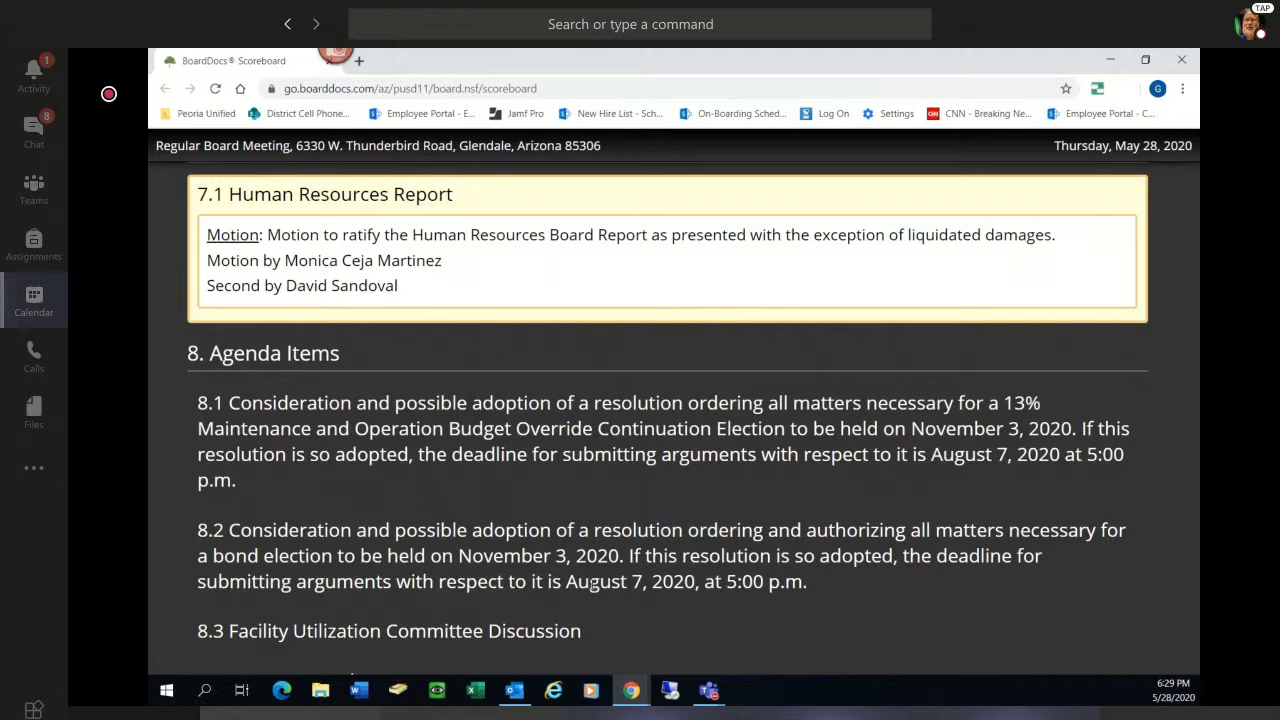 Search or type a command
TAP
BoardDocs® Scoreboard
go.boarddocs.com/az/pusd11/board.nsf/scoreboard
G
Peoria Unified
District Cell Phone...
Employee Portal - E...
Jamf Pro
New Hire List - Sch...
On-Boarding Sched...
Log On
Settings
CNN - Breaking Ne...
Employee Portal - C...
Regular Board Meeting, 6330 W. Thunderbird Road, Glendale, Arizona 85306
Thursday, May 28, 2020
1
Activity
8
Chat
Teams
Assignments
Calendar
Calls
Files
7.1 Human Resources Report
Motion: Motion to ratify the Human Resources Board Report as presented with the exception of liquidated damages.
Motion by Monica Ceja Martinez
Second by David Sandoval
8. Agenda Items
8.1 Consideration and possible adoption of a resolution ordering all matters necessary for a 13%
Maintenance and Operation Budget Override Continuation Election to be held on November 3, 2020. If this
resolution is so adopted, the deadline for submitting arguments with respect to it is August 7, 2020 at 5:00
p.m.
8.2 Consideration and possible adoption of a resolution ordering and authorizing all matters necessary for
a bond election to be held on November 3, 2020. If this resolution is so adopted, the deadline for
submitting arguments with respect to it is August 7, 2020, at 5:00 p.m.
8.3 Facility Utilization Committee Discussion
6:29 PM
5/28/2020